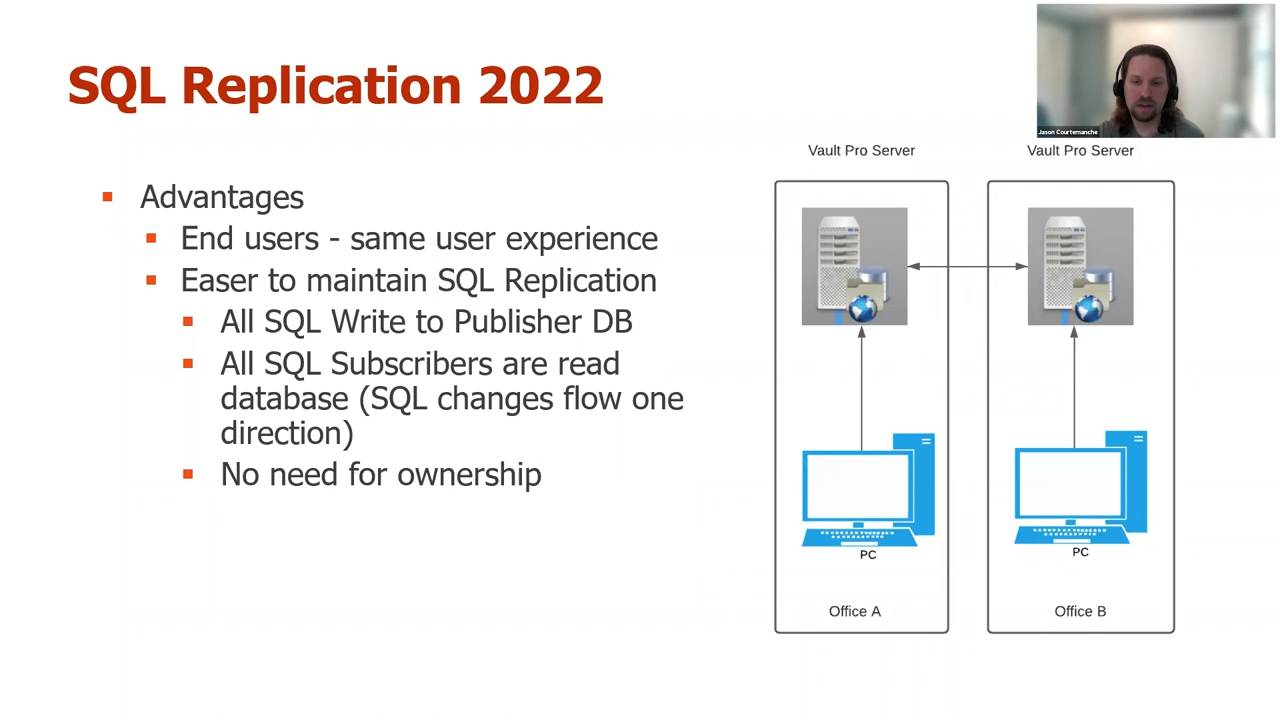 SQL Replication 2022
Jason Courtemanche
Advantages
End users - same user experience
Easer to maintain SQL Replication
All SQL Write to Publisher DB
All SQL Subscribers are read
database (SQL changes flow one
direction)
No need for ownership
Vault Pro Server
Vault Pro Server
PC
PC
Office A
Office B